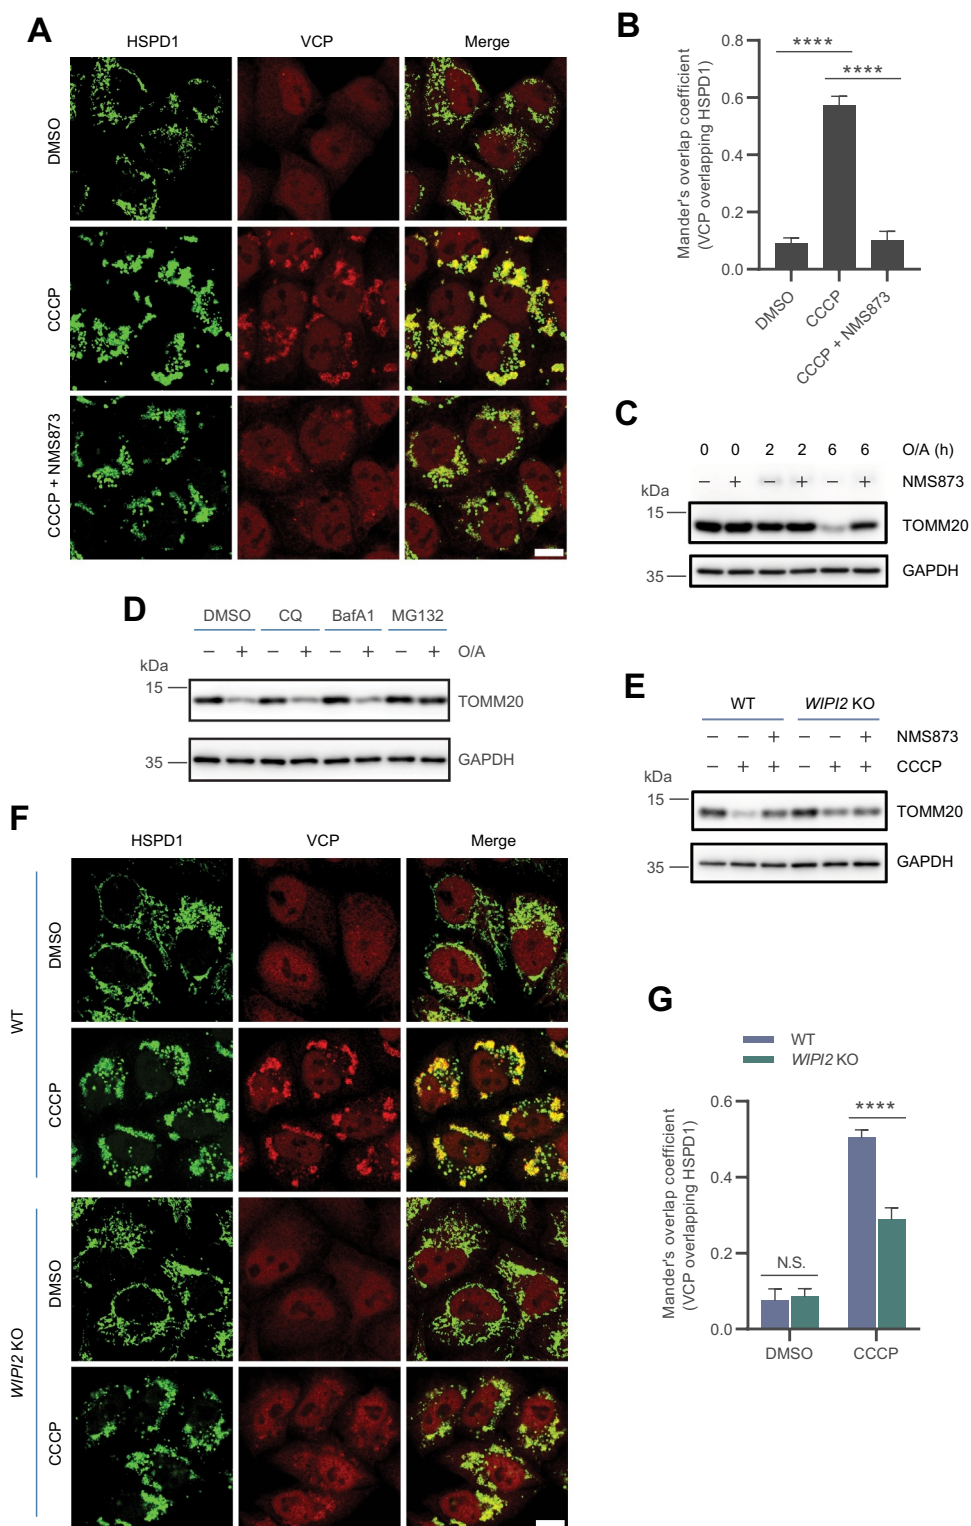 A
HSPD1 VCP Merge
DMSO
CCCP
CCCP + NMS873
B
Mander's overlap coefficient
(VCP overlapping HSPD1)
0.8
0.6
0.4
0.2
0.0
****
****
DMSO
CCCP
CCCP + NMS873
C
0 0 2 2 6 6 O/A (h)
− + − + − + NMS873
kDa
15
TOMM20
35
GAPDH
D
DMSO CQ BafA1 MG132
− + − + − + − + O/A
kDa
15
TOMM20
35
GAPDH
E
WT WIPI2 KO
− − + − − + NMS873
− + + − + + CCCP
kDa
15
TOMM20
35
GAPDH
F
HSPD1 VCP Merge
WT
DMSO
CCCP
WIPI2 KO
DMSO
CCCP
G
WT
WIPI2 KO
Mander's overlap coefficient
(VCP overlapping HSPD1)
0.6
0.4
0.2
0.0
N.S.
****
DMSO CCCP